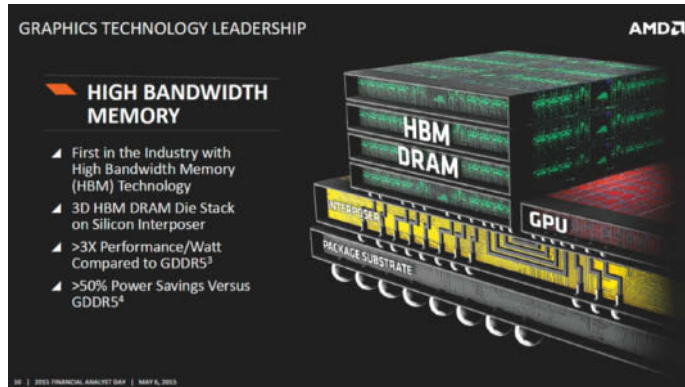 GRAPHICS TECHNOLOGY LEADERSHIP
AMD
HIGH BANDWIDTH
MEMORY
First in the Industry with
High Bandwidth Memory
(HBM) Technology
3D HBM DRAM Die Stack
on Silicon Interposer
>3X Performance/Watt
Compared to GDDR5³
>50% Power Savings Versus
GDDR5⁴
HBM
DRAM
INTERPOSER
GPU
PACKAGE SUBSTRATE
10 | 2015 FINANCIAL ANALYST DAY | MAY 6, 2015